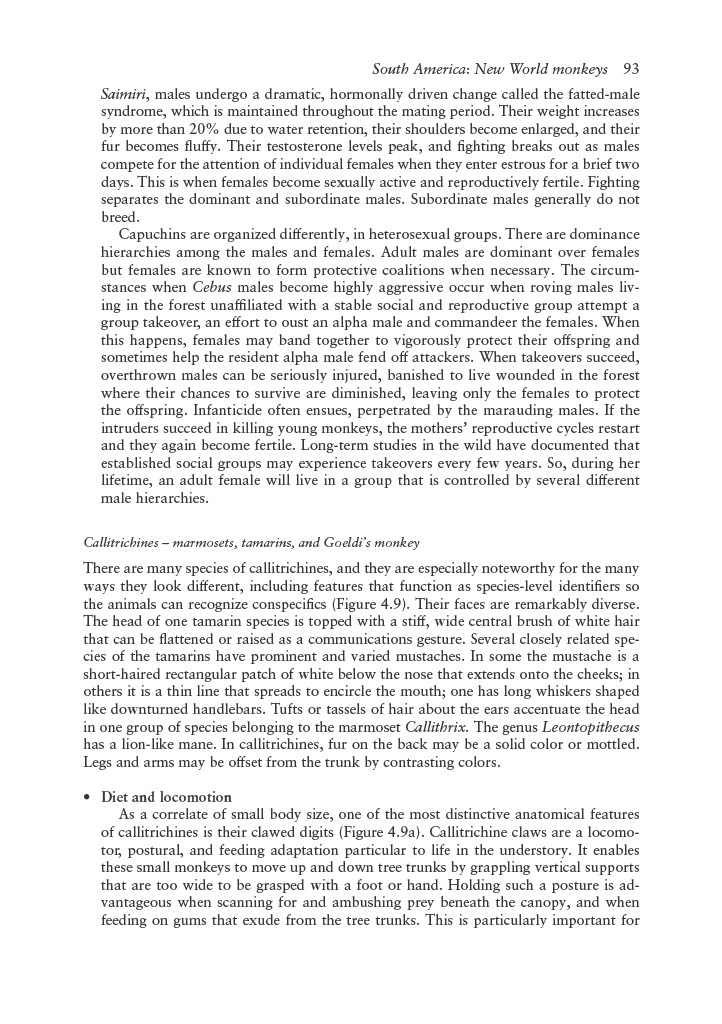 South America: New World monkeys 93
Saimiri, males undergo a dramatic, hormonally driven change called the fatted-male
syndrome, which is maintained throughout the mating period. Their weight increases
by more than 20% due to water retention, their shoulders become enlarged, and their
fur becomes fluffy. Their testosterone levels peak, and fighting breaks out as males
compete for the attention of individual females when they enter estrous for a brief two
days. This is when females become sexually active and reproductively fertile. Fighting
separates the dominant and subordinate males. Subordinate males generally do not
breed.
Capuchins are organized differently, in heterosexual groups. There are dominance
hierarchies among the males and females. Adult males are dominant over females
but females are known to form protective coalitions when necessary. The circum-
stances when Cebus males become highly aggressive occur when roving males liv-
ing in the forest unaffiliated with a stable social and reproductive group attempt a
group takeover, an effort to oust an alpha male and commandeer the females. When
this happens, females may band together to vigorously protect their offspring and
sometimes help the resident alpha male fend off attackers. When takeovers succeed,
overthrown males can be seriously injured, banished to live wounded in the forest
where their chances to survive are diminished, leaving only the females to protect
the offspring. Infanticide often ensues, perpetrated by the marauding males. If the
intruders succeed in killing young monkeys, the mothers' reproductive cycles restart
and they again become fertile. Long-term studies in the wild have documented that
established social groups may experience takeovers every few years. So, during her
lifetime, an adult female will live in a group that is controlled by several different
male hierarchies.
Callitrichines – marmosets, tamarins, and Goeldi's monkey
There are many species of callitrichines, and they are especially noteworthy for the many
ways they look different, including features that function as species-level identifiers so
the animals can recognize conspecifics (Figure 4.9). Their faces are remarkably diverse.
The head of one tamarin species is topped with a stiff, wide central brush of white hair
that can be flattened or raised as a communications gesture. Several closely related spe-
cies of the tamarins have prominent and varied mustaches. In some the mustache is a
short-haired rectangular patch of white below the nose that extends onto the cheeks; in
others it is a thin line that spreads to encircle the mouth; one has long whiskers shaped
like downturned handlebars. Tufts or tassels of hair about the ears accentuate the head
in one group of species belonging to the marmoset Callithrix. The genus Leontopithecus
has a lion-like mane. In callitrichines, fur on the back may be a solid color or mottled.
Legs and arms may be offset from the trunk by contrasting colors.
• Diet and locomotion
As a correlate of small body size, one of the most distinctive anatomical features
of callitrichines is their clawed digits (Figure 4.9a). Callitrichine claws are a locomo-
tor, postural, and feeding adaptation particular to life in the understory. It enables
these small monkeys to move up and down tree trunks by grappling vertical supports
that are too wide to be grasped with a foot or hand. Holding such a posture is ad-
vantageous when scanning for and ambushing prey beneath the canopy, and when
feeding on gums that exude from the tree trunks. This is particularly important for